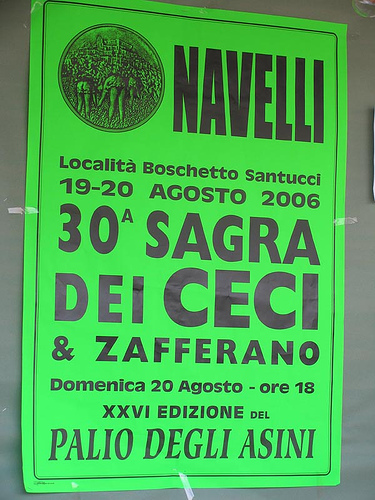 NAVELLI
Località Boschetto Santucci
19-20 AGOSTO 2006
30ᴬ SAGRA
DEI CECI
& ZAFFERANO
Domenica 20 Agosto - ore 18
XXVI EDIZIONE DEL
PALIO DEGLI ASINI